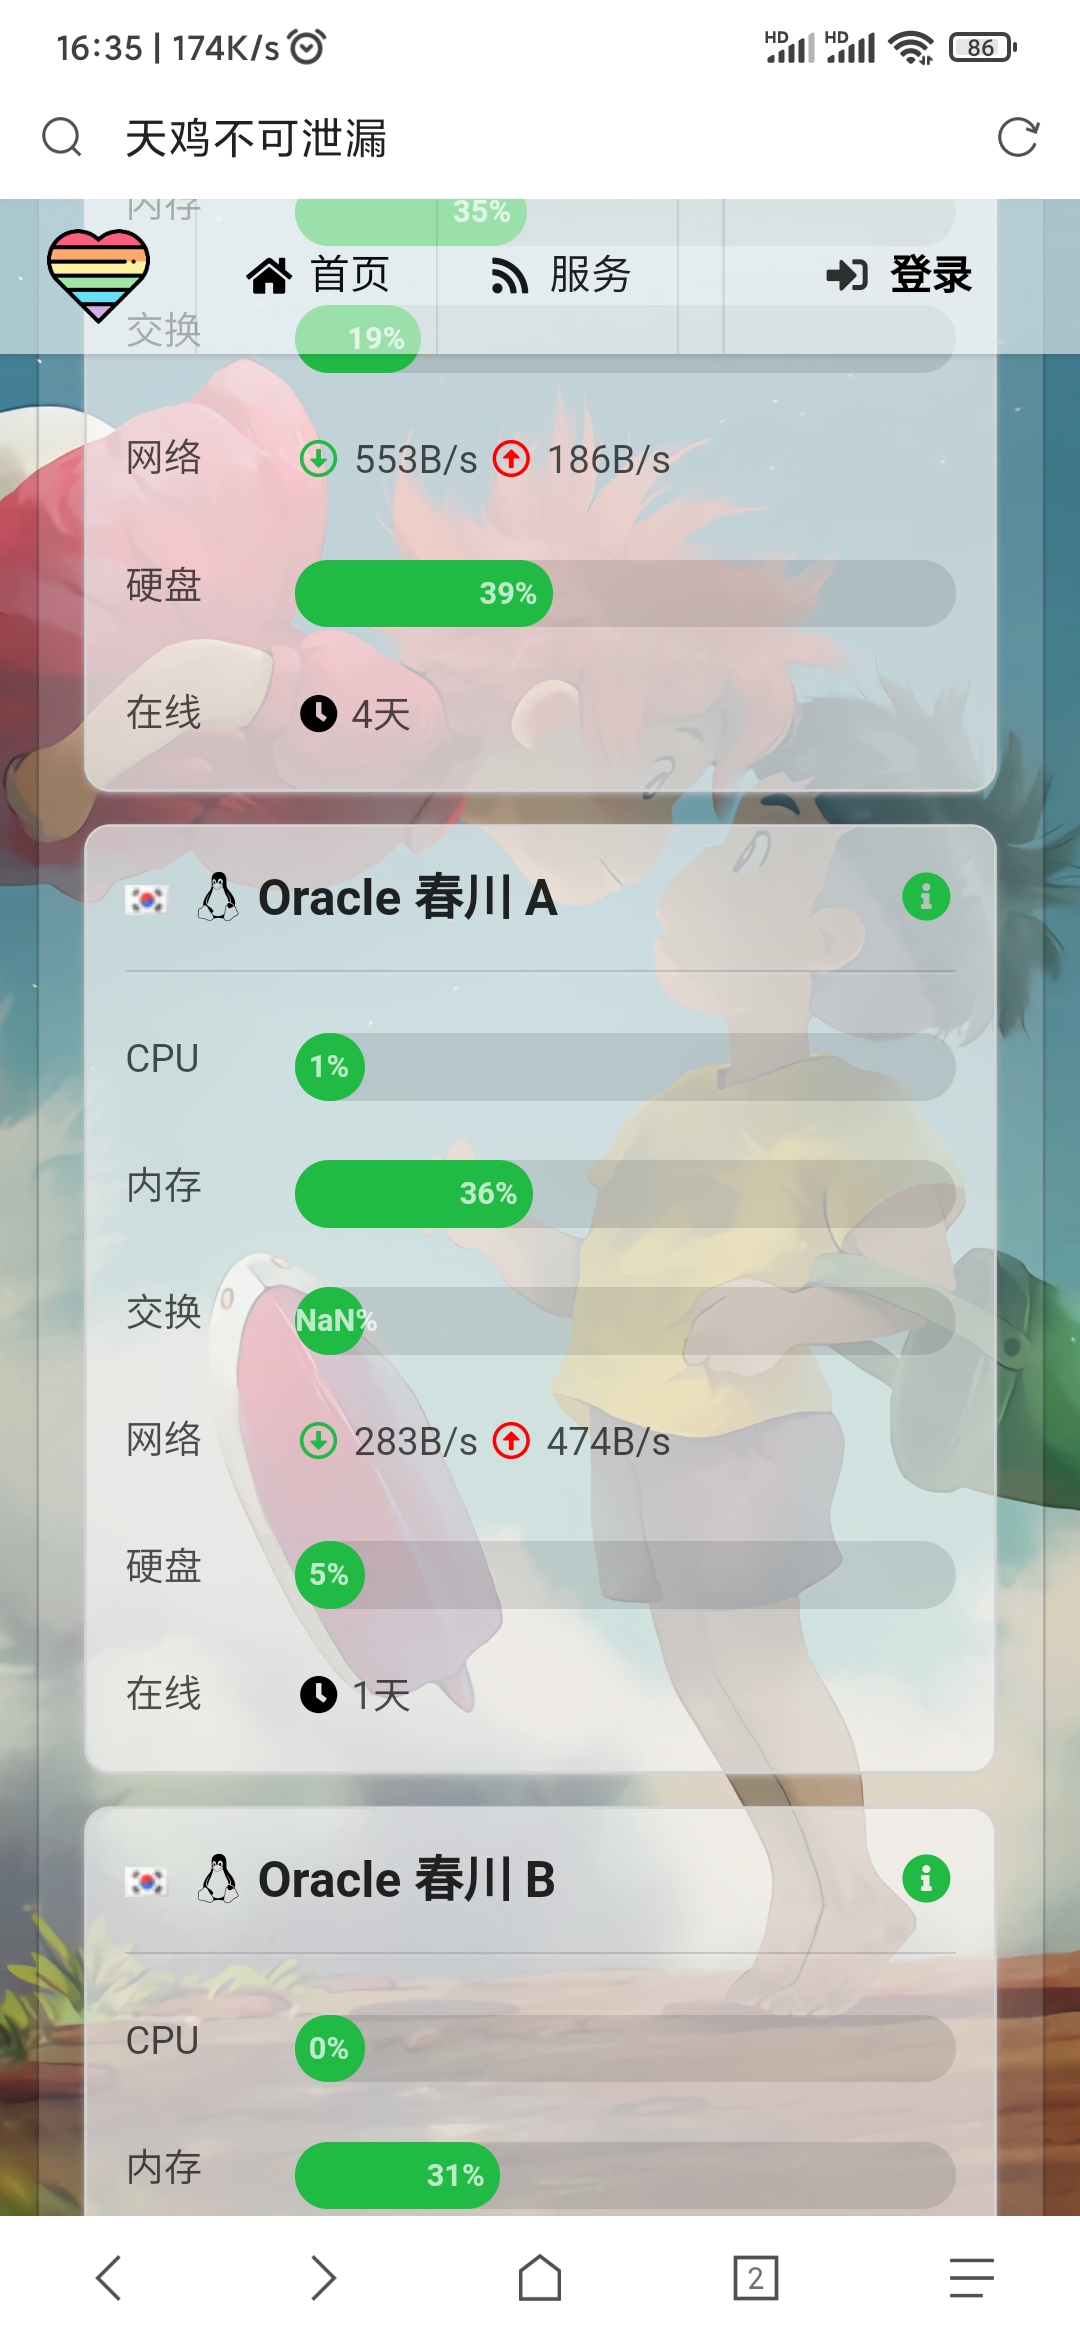 16:35 | 174K/s
HD HD 86
天鸡不可泄漏
内存 35%
首页 服务 登录
交换 19%
网络 553B/s 186B/s
硬盘 39%
在线 4天
Oracle 春川 A
CPU 1%
内存 36%
交换 NaN%
网络 283B/s 474B/s
硬盘 5%
在线 1天
Oracle 春川 B
CPU 0%
内存 31%
2